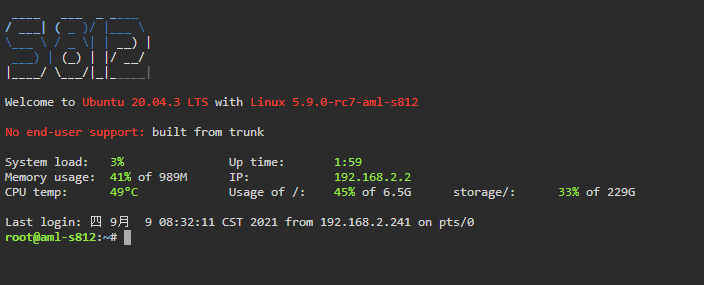 S812
Welcome to Ubuntu 20.04.3 LTS with Linux 5.9.0-rc7-aml-s812
No end-user support: built from trunk
System load: 3% Up time: 1:59
Memory usage: 41% of 989M IP: 192.168.2.2
CPU temp: 49°C Usage of /: 45% of 6.5G storage/: 33% of 229G
Last login: 四 9月 9 08:32:11 CST 2021 from 192.168.2.241 on pts/0
root@aml-s812:~#